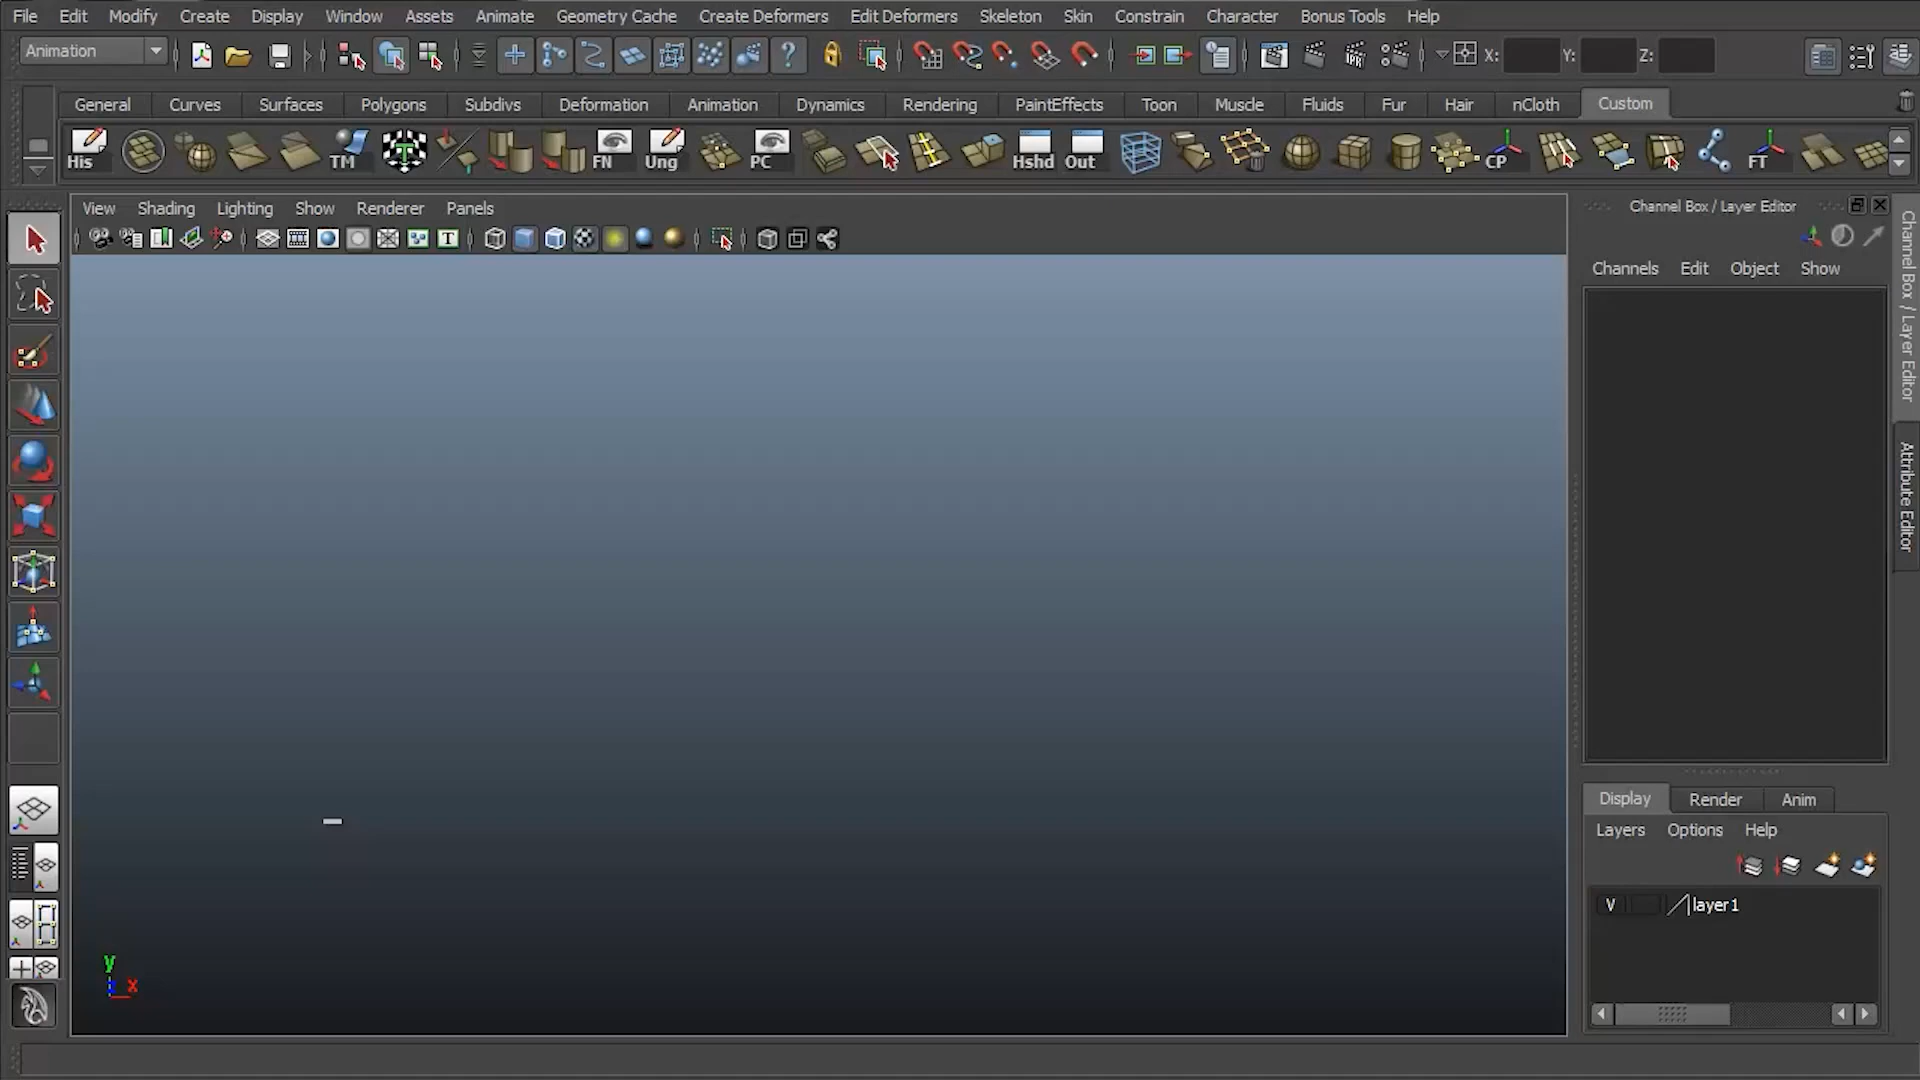 File Edit Modify Create Display Window Assets Animate Geometry Cache Create Deformers Edit Deformers Skeleton Skin Constrain Character Bonus Tools Help
Animation IPR X: Y: Z:
General Curves Surfaces Polygons Subdivs Deformation Animation Dynamics Rendering PaintEffects Toon Muscle Fluids Fur Hair nCloth Custom
His TM FN Ung PC Hshd Out CP FT
View Shading Lighting Show Renderer Panels
T
Channel Box / Layer Editor
Channels Edit Object Show
Channel Box / Layer Editor
Attribute Editor
Display Render Anim
Layers Options Help
V layer1
y
x